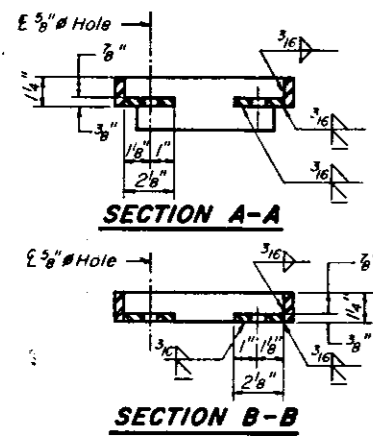 ℄ 5/8" ø Hole
3/16
7/8"
1 1/4"
3/8"
3/16
1 1/8" 1"
3/16
2 1/8"
SECTION A-A
℄ 5/8" ø Hole
3/16
7/8
1 1/4"
3/8"
1" 1 1/8"
3/16
2 1/8"
SECTION B-B